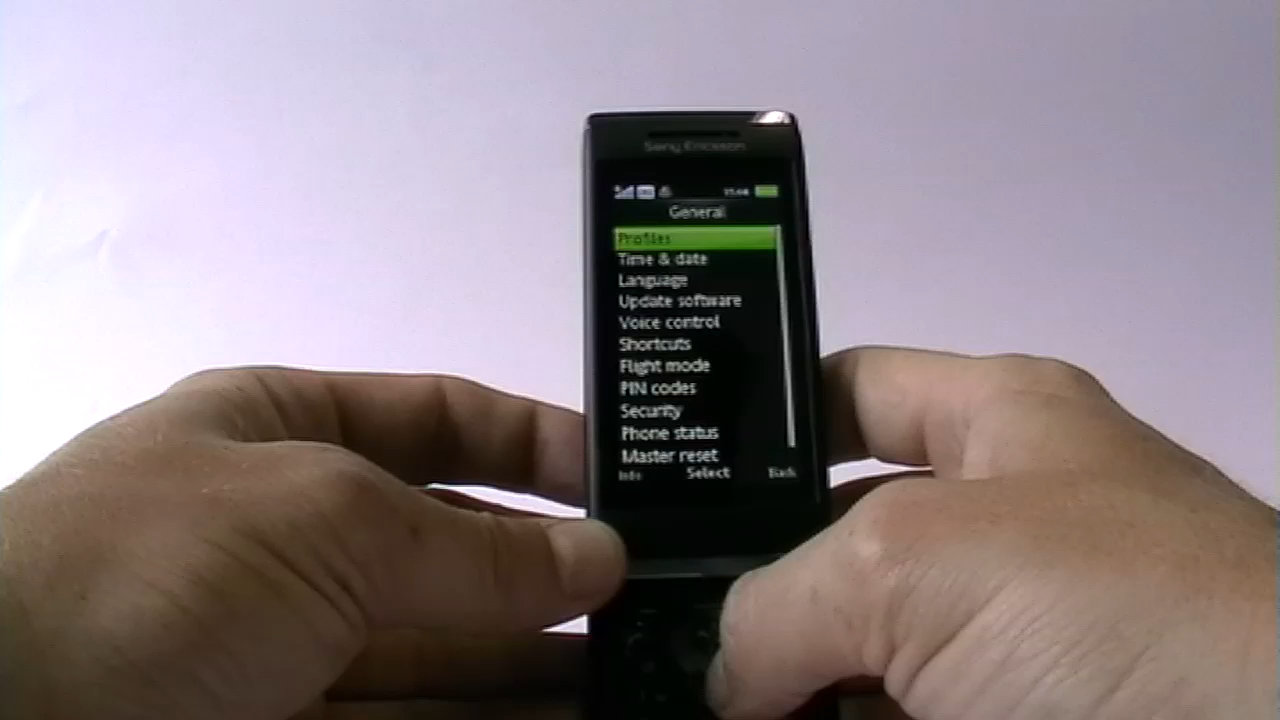 Sony Ericsson
General
Profiles
Time & date
Language
Update software
Voice control
Shortcuts
Flight mode
PIN codes
Security
Phone status
Master reset
Info Select Back